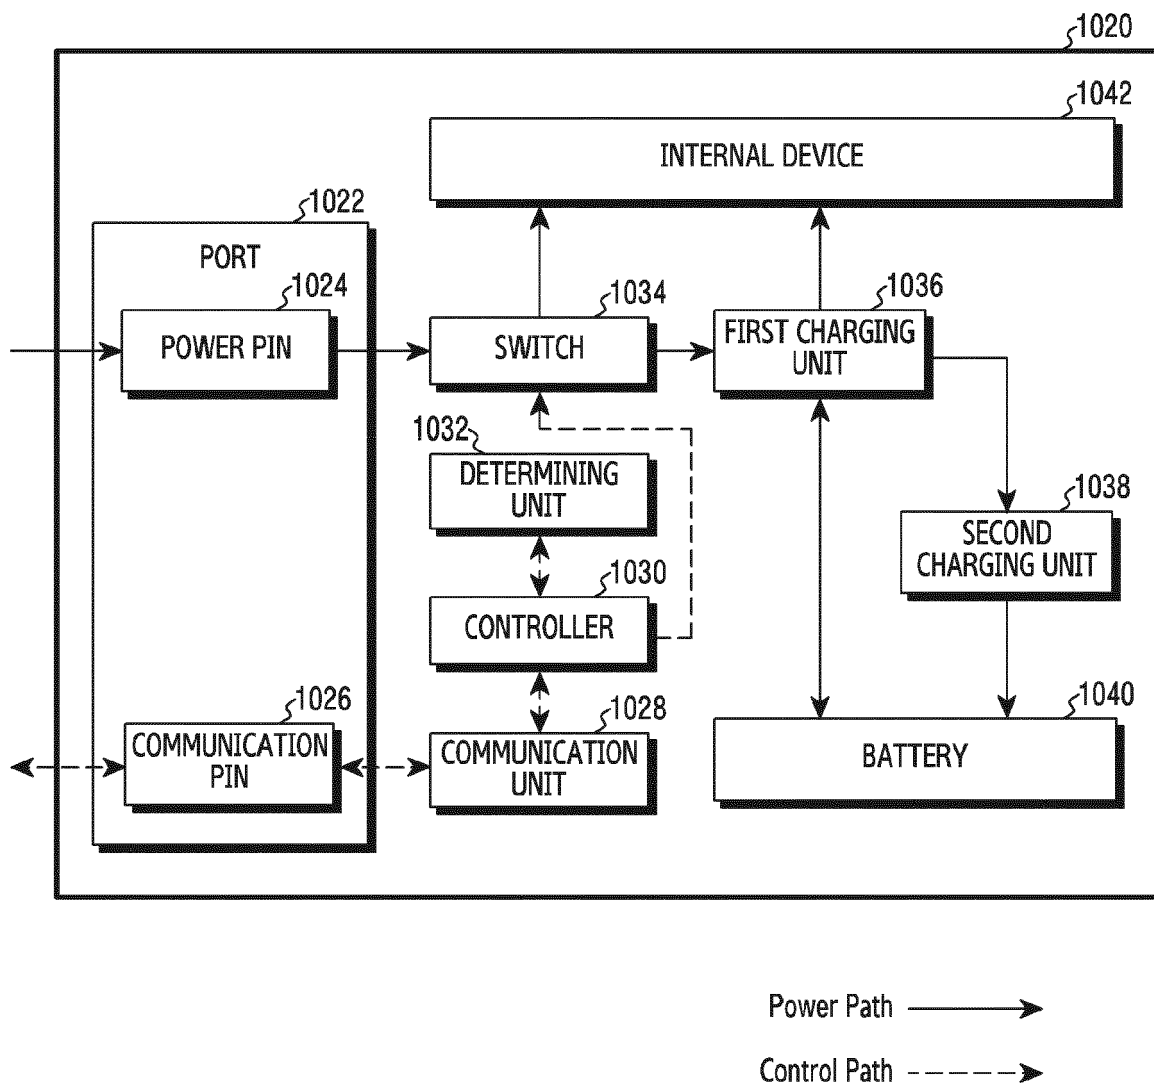 1020
1042
INTERNAL DEVICE
1022
PORT
1024
POWER PIN
1034
SWITCH
1036
FIRST CHARGING
UNIT
1032
DETERMINING
UNIT
1038
SECOND
CHARGING UNIT
1030
CONTROLLER
1026
COMMUNICATION
PIN
1028
COMMUNICATION
UNIT
1040
BATTERY
Power Path
Control Path